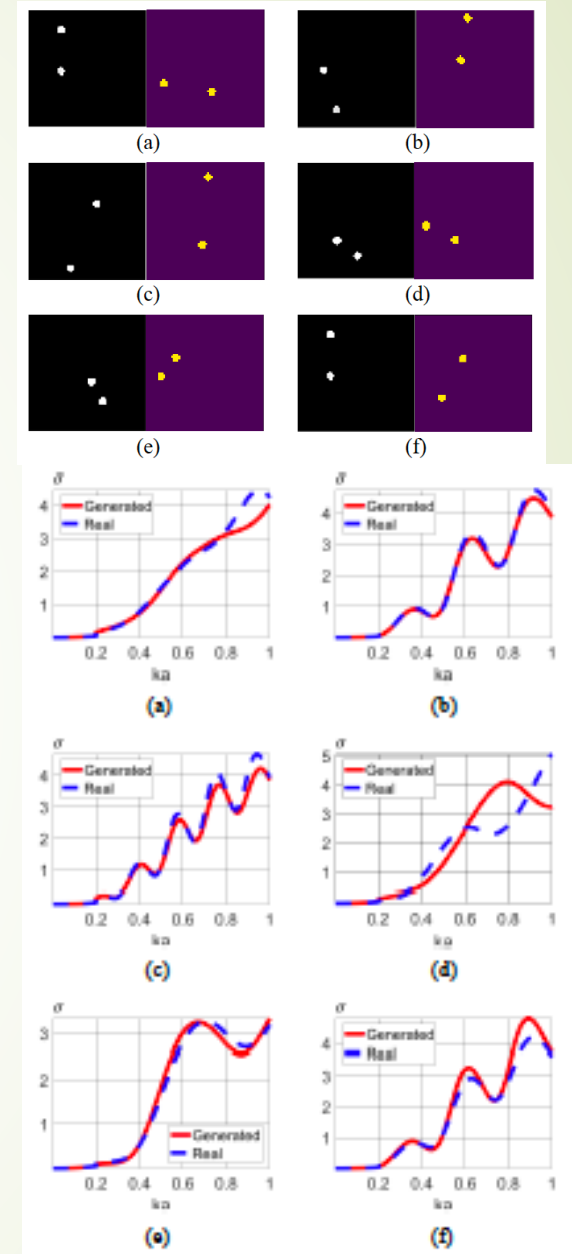 (a) (b)
(c) (d)
(e) (f)
σ σ
4 Generated 4 Generated
Real Real
3 3
2 2
1 1
0.2 0.4 0.6 0.8 1 0.2 0.4 0.6 0.8 1
ka ka
(a) (b)
σ σ
5
4 Generated 4 Generated
Real Real
3 3
2 2
1 1
0.2 0.4 0.6 0.8 1 0.2 0.4 0.6 0.8 1
ka ka
(c) (d)
σ σ
3 4 Generated
Real
3
2 2
1 Generated 1
Real
0.2 0.4 0.6 0.8 1 0.2 0.4 0.6 0.8 1
ka ka
(e) (f)